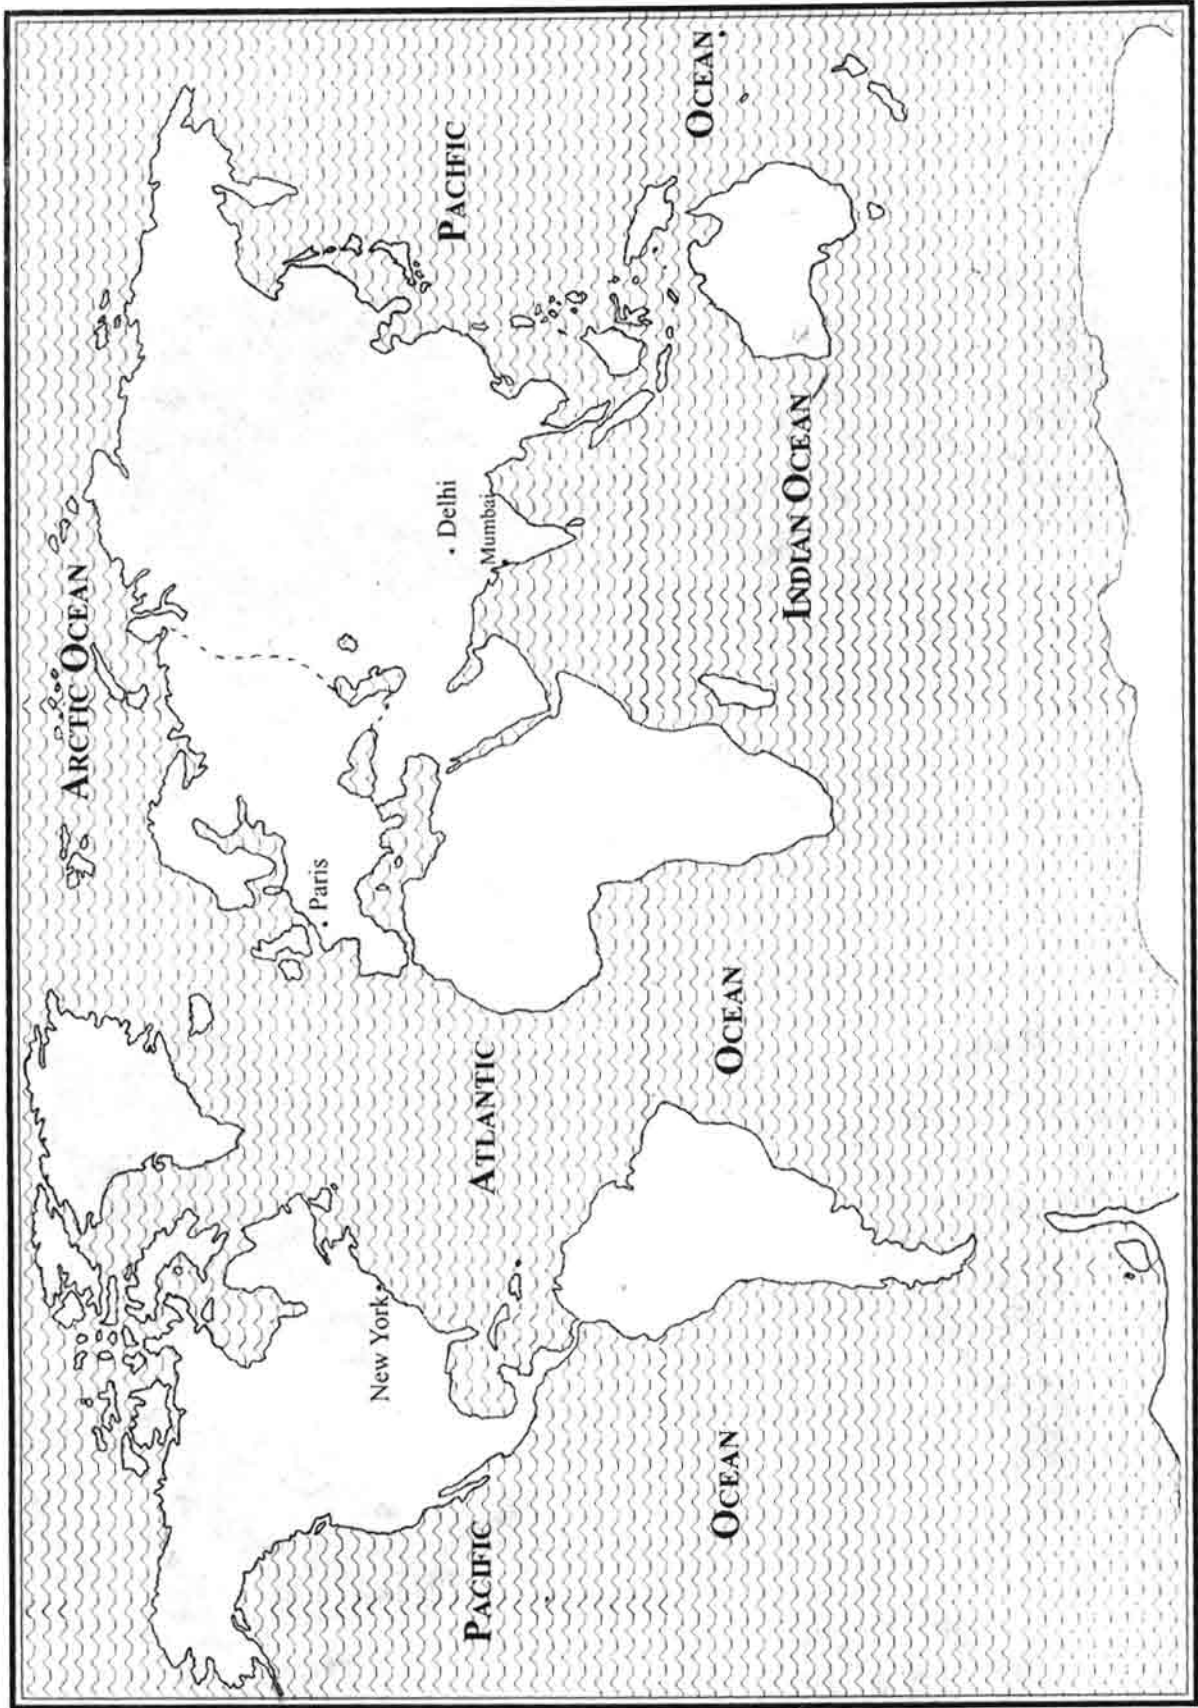 ARCTIC OCEAN
Paris
New York
Delhi
Mumbai
PACIFIC
ATLANTIC
PACIFIC
OCEAN
OCEAN
INDIAN OCEAN
OCEAN